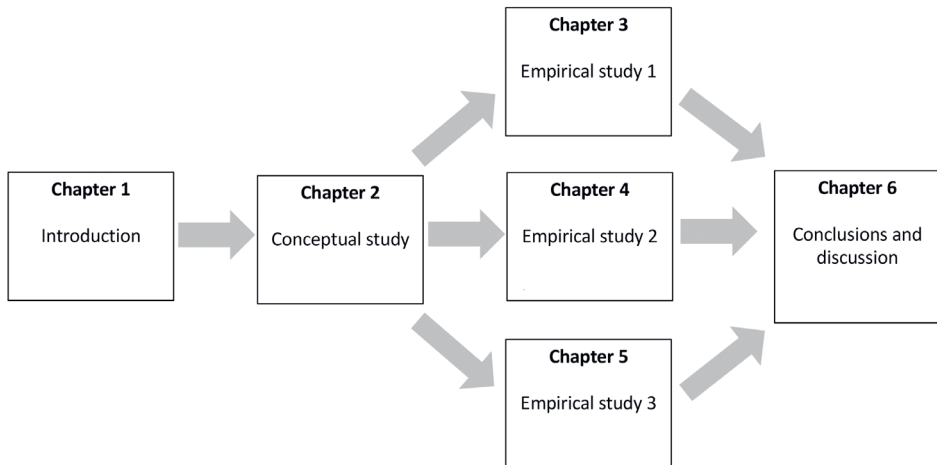 Chapter 1
Introduction
Chapter 2
Conceptual study
Chapter 3
Empirical study 1
Chapter 4
Empirical study 2
Chapter 5
Empirical study 3
Chapter 6
Conclusions and
discussion